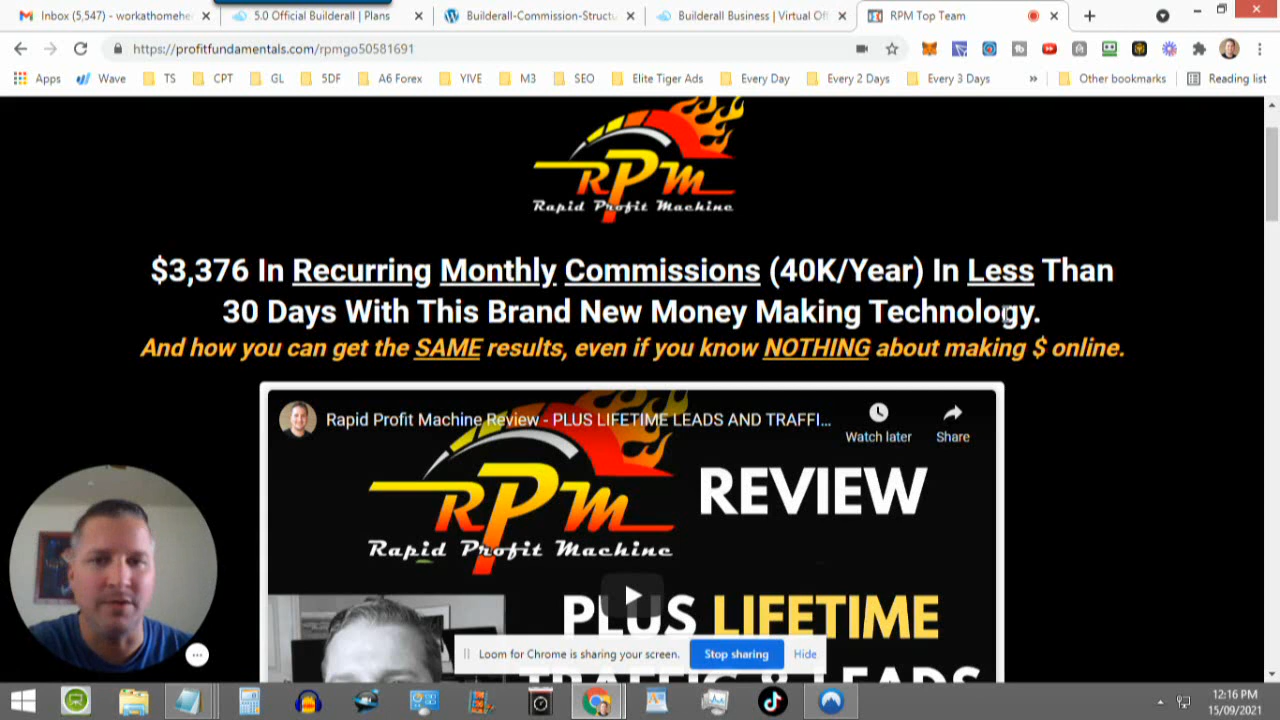 Inbox (5,547) - workathomehe
5.0 Official Builderall | Plans
Builderall-Commission-Structu
Builderall Business | Virtual Of
RPM Top Team
https://profitfundamentals.com/rpmgo50581691
Apps
Wave
TS
CPT
GL
5DF
A6 Forex
YIVE
M3
SEO
Elite Tiger Ads
Every Day
Every 2 Days
Every 3 Days
»
Other bookmarks
Reading list
RPM
Rapid Profit Machine
$3,376 In Recurring Monthly Commissions (40K/Year) In Less Than
30 Days With This Brand New Money Making Technology.
And how you can get the SAME results, even if you know NOTHING about making $ online.
Rapid Profit Machine Review - PLUS LIFETIME LEADS AND TRAFFI...
Watch later
Share
RPM
Rapid Profit Machine
REVIEW
PLUS LIFETIME
TRAFFIC & LEADS
Loom for Chrome is sharing your screen.
Stop sharing
Hide
12:16 PM
15/09/2021